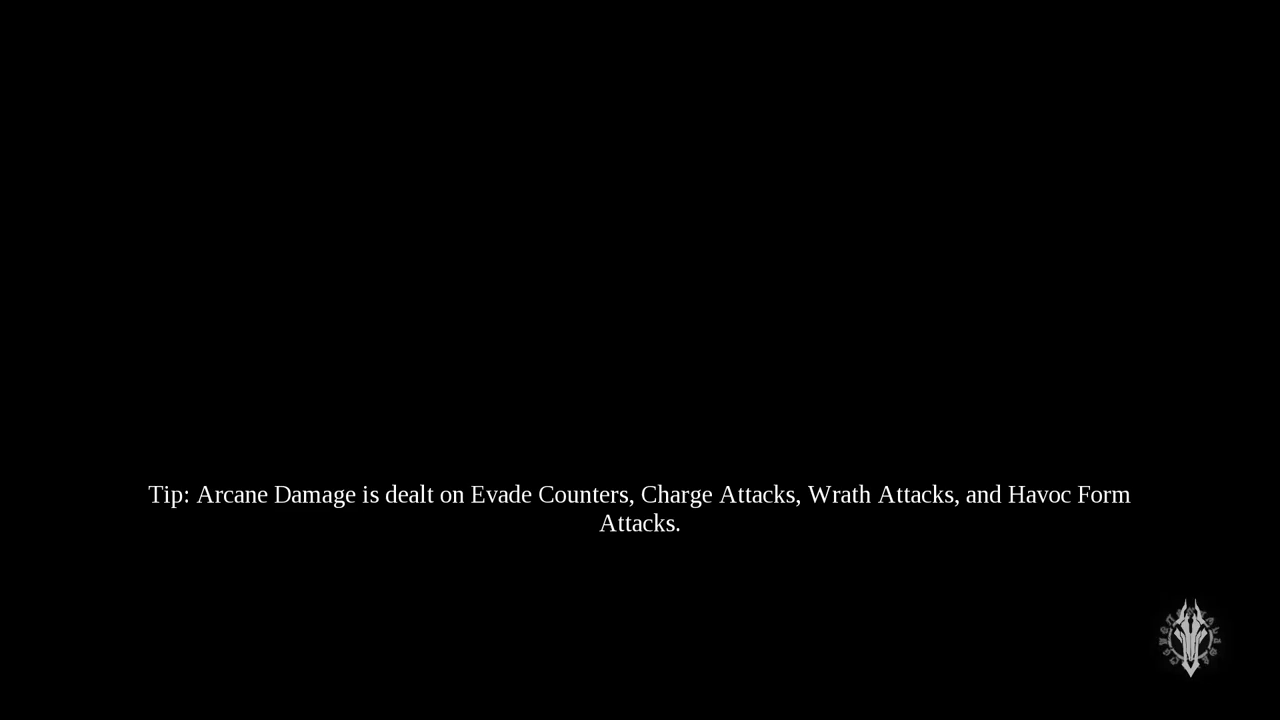 Tip: Arcane Damage is dealt on Evade Counters, Charge Attacks, Wrath Attacks, and Havoc Form
Attacks.